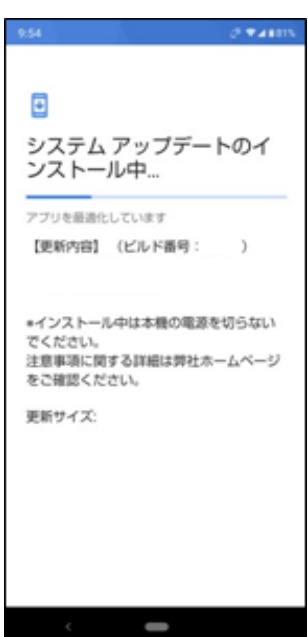 9:54
81%
システム アップデートのイ
ンストール中...
アプリを最適化しています
【更新内容】 (ビルド番号： )
*インストール中は本機の電源を切らない
でください。
注意事項に関する詳細は弊社ホームページ
をご確認ください。
更新サイズ: